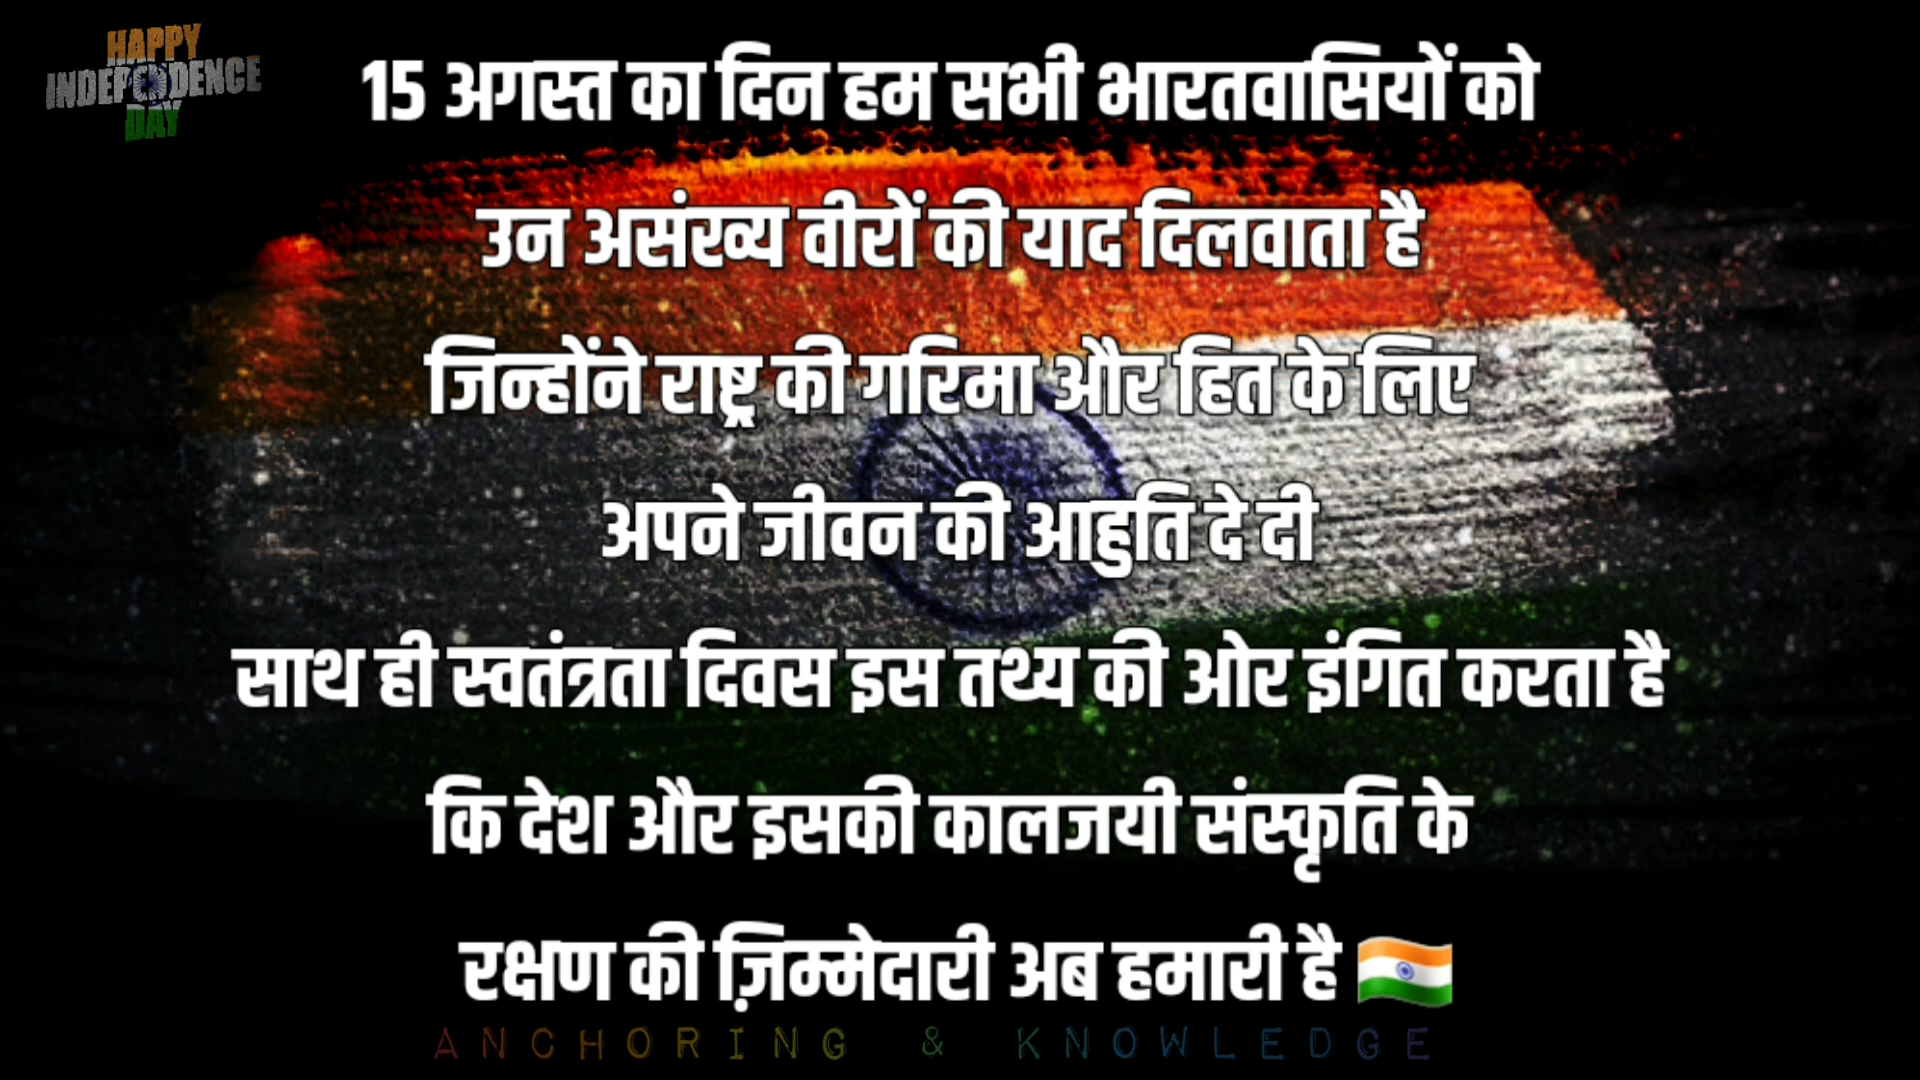 HAPPY
INDEPENDENCE
DAY
15 अगस्त का दिन हम सभी भारतवासियों को
उन असंख्य वीरों की याद दिलवाता है
जिन्होंने राष्ट्र की गरिमा और हित के लिए
अपने जीवन की आहुति दे दी
साथ ही स्वतंत्रता दिवस इस तथ्य की ओर इंगित करता है
कि देश और इसकी कालजयी संस्कृति के
रक्षण की ज़िम्मेदारी अब हमारी है 🇮🇳
ANCHORING & KNOWLEDGE